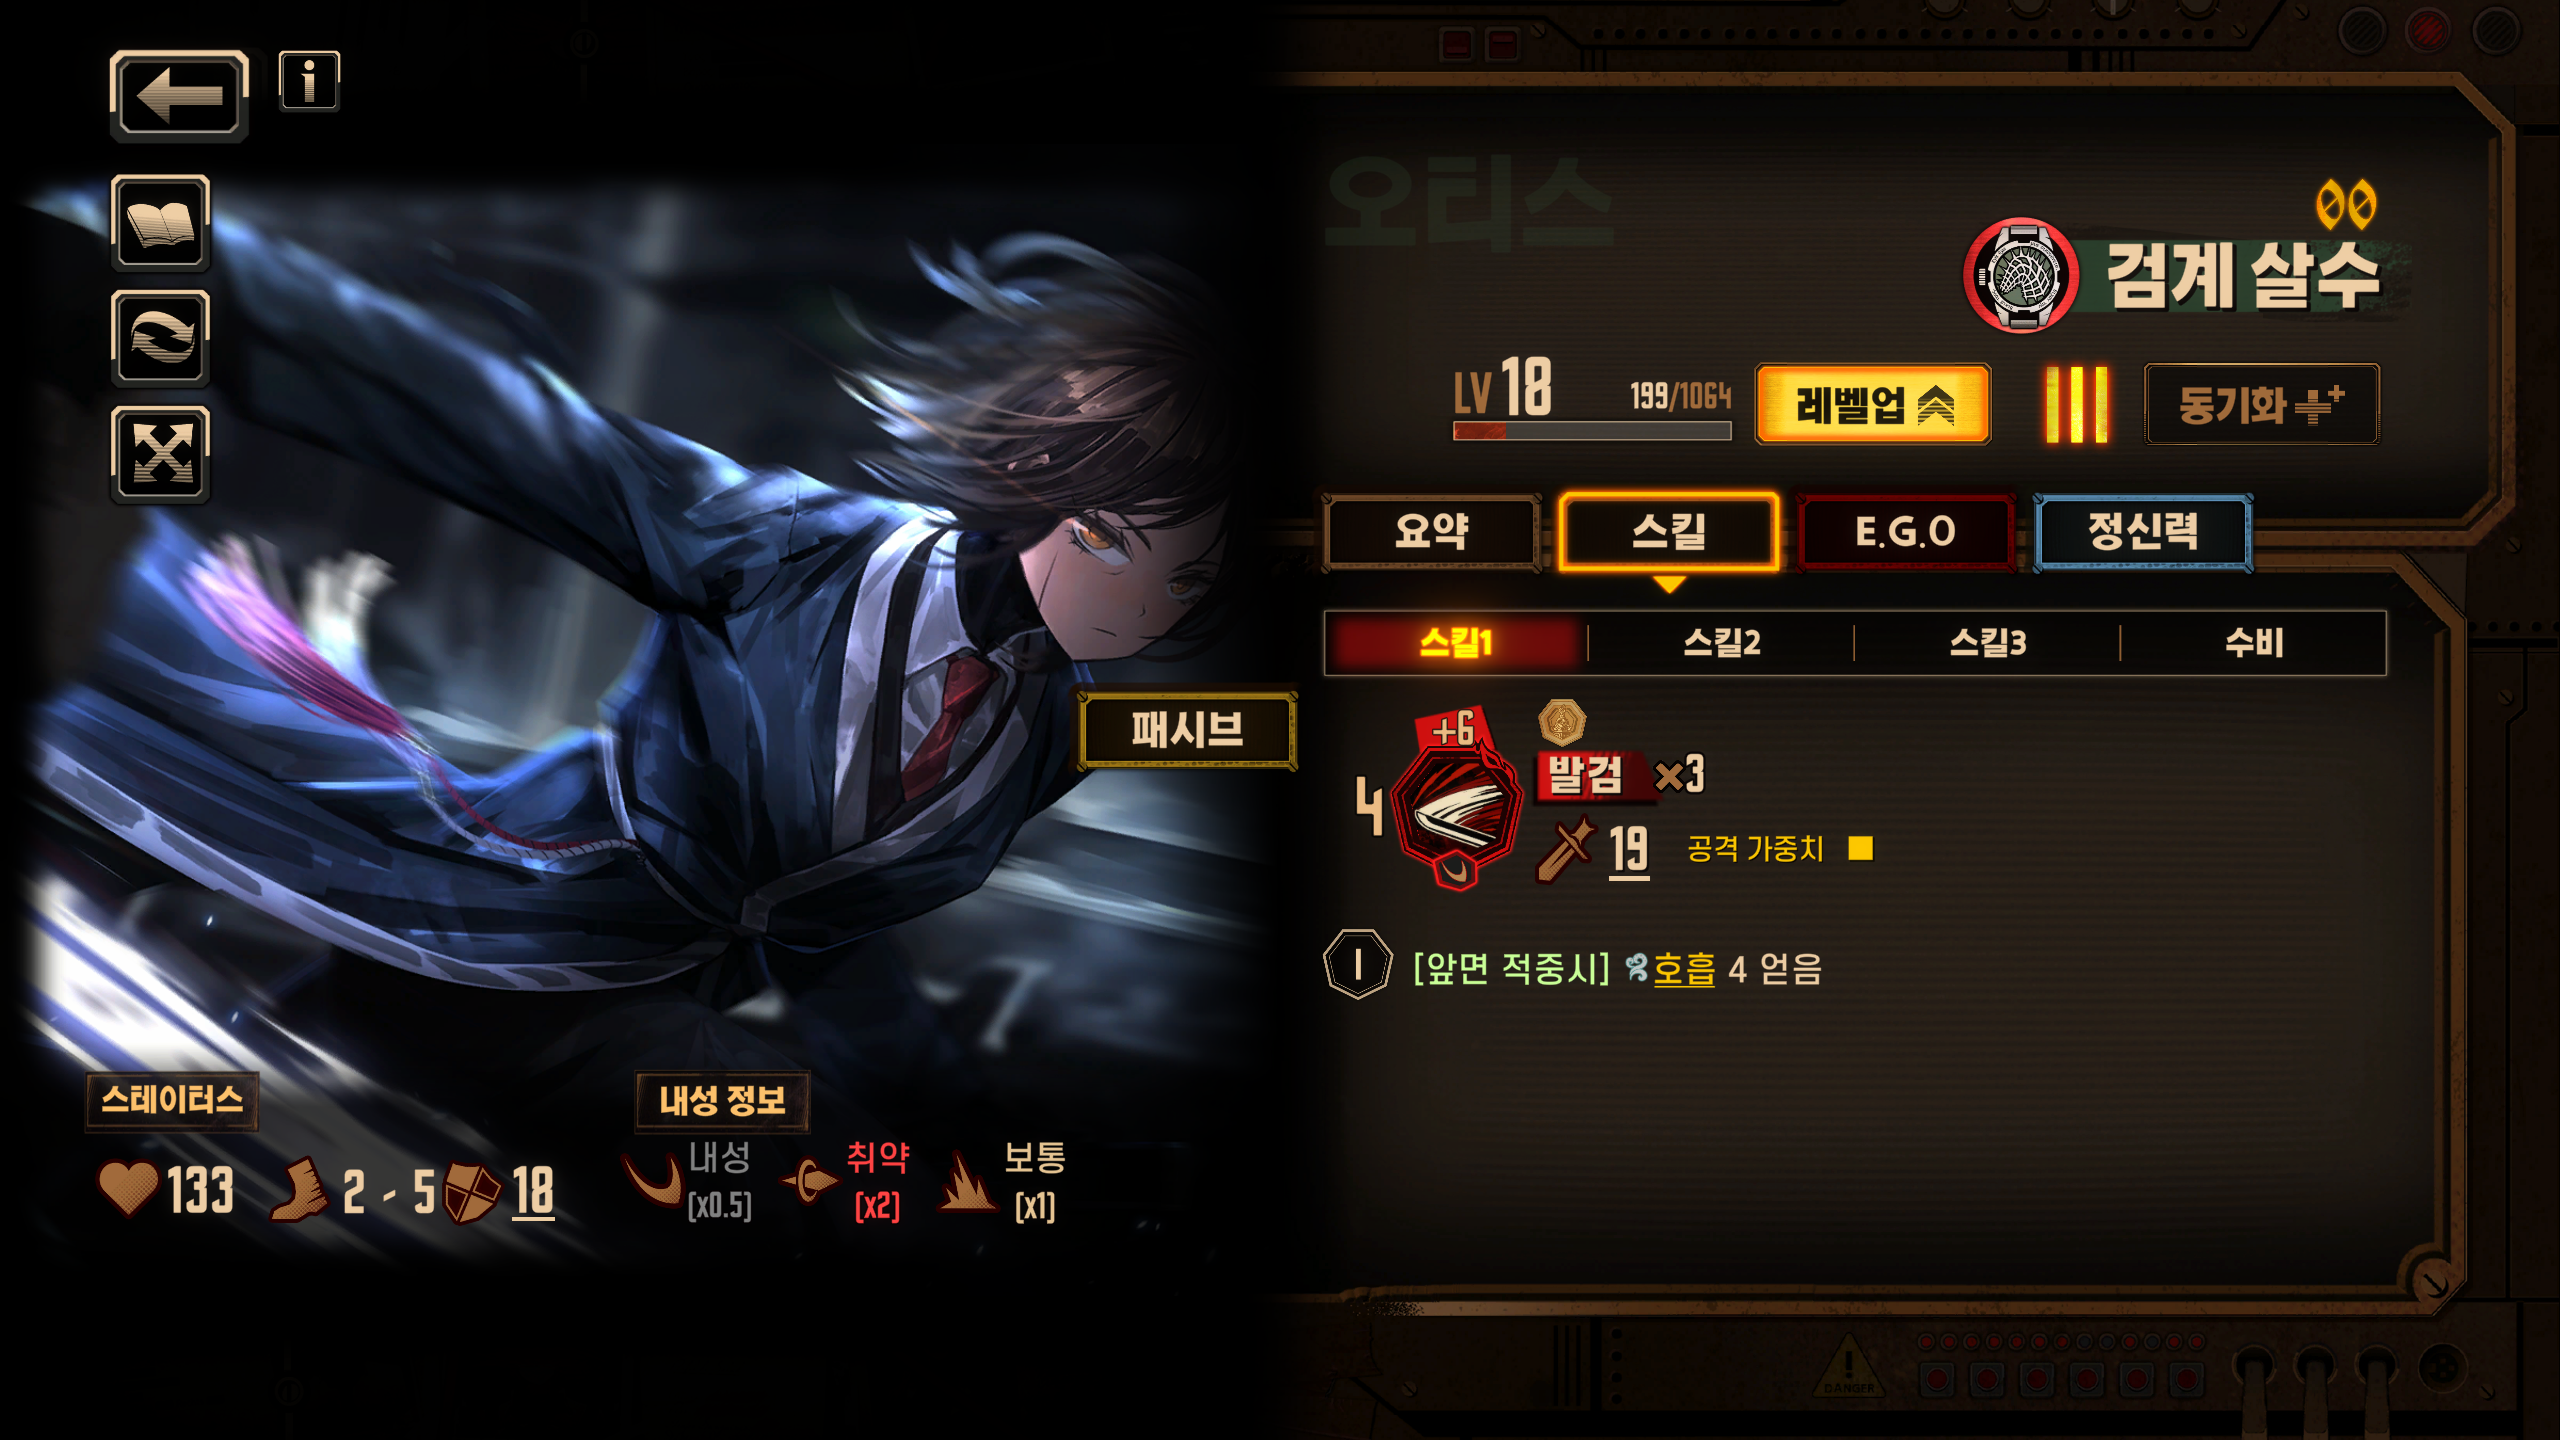 오티스
검계 살수
LV 18
199/1064
레벨업
동기화
요약
스킬
E.G.O
정신력
스킬1
스킬2
스킬3
수비
패시브
+6
4
발검 ×3
19
공격 가중치
I
[앞면 적중시] 호흡 4 얻음
스테이터스
133
2 - 5
18
내성 정보
내성
[x0.5]
취약
[x2]
보통
[x1]
DANGER